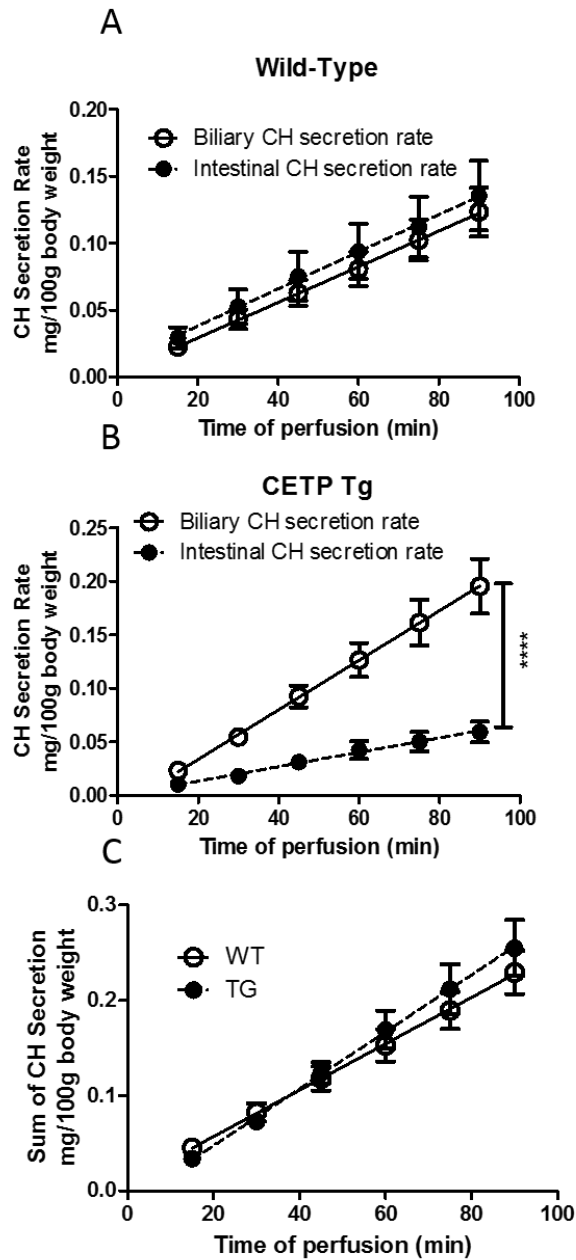 A
Wild-Type
0.20
Biliary CH secretion rate
Intestinal CH secretion rate
0.15
0.10
0.05
0.00
CH Secretion Rate
mg/100g body weight
0 20 40 60 80 100
Time of perfusion (min)
B
CETP Tg
Biliary CH secretion rate
Intestinal CH secretion rate
0.25
0.20
0.15
0.10
0.05
0.00
CH Secretion Rate
mg/100g body weight
****
0 20 40 60 80 100
Time of perfusion (min)
C
0.3
WT
TG
0.2
0.1
0.0
Sum of CH Secretion
mg/100g body weight
0 20 40 60 80 100
Time of perfusion (min)